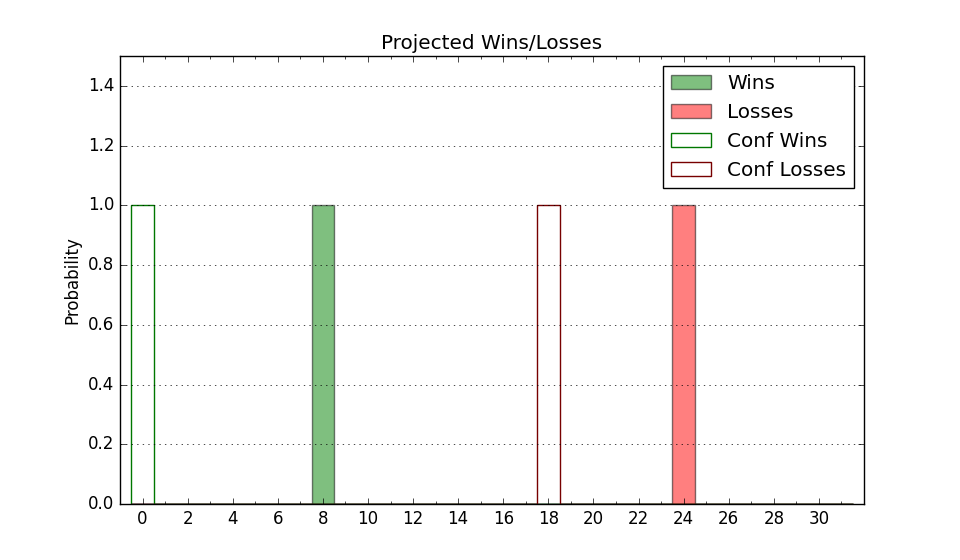 Projected Wins/Losses
Wins
Losses
Conf Wins
Conf Losses
Probability
1.4
1.2
1.0
0.8
0.6
0.4
0.2
0.0
0 2 4 6 8 10 12 14 16 18 20 22 24 26 28 30